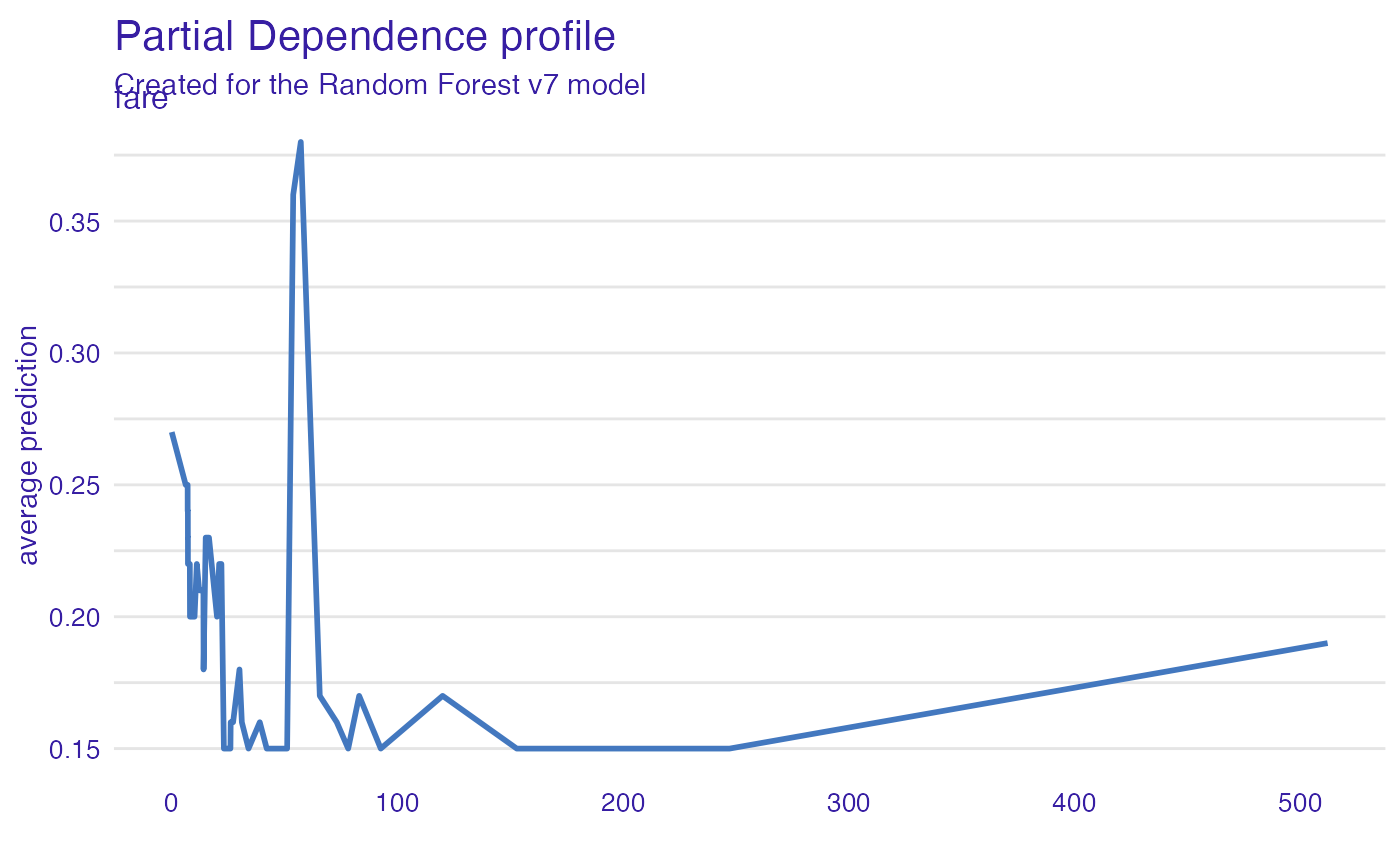 Partial Dependence profile
Created for the Random Forest v7 model
fare
average prediction
0.35
0.30
0.25
0.20
0.15
0 100 200 300 400 500